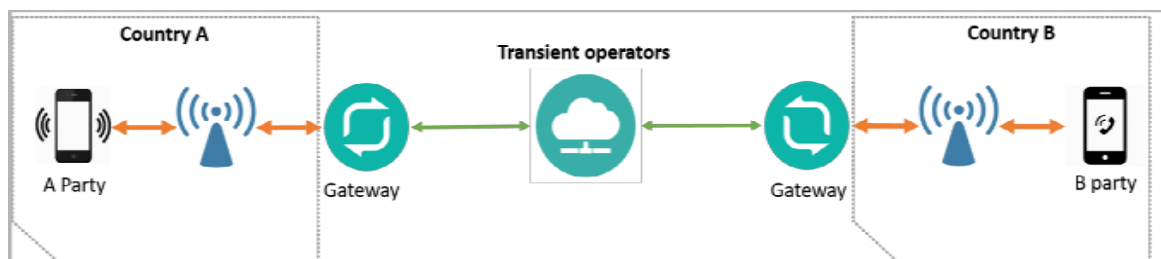 Country A
Country B
Transient operators
A Party
Gateway
Gateway
B party